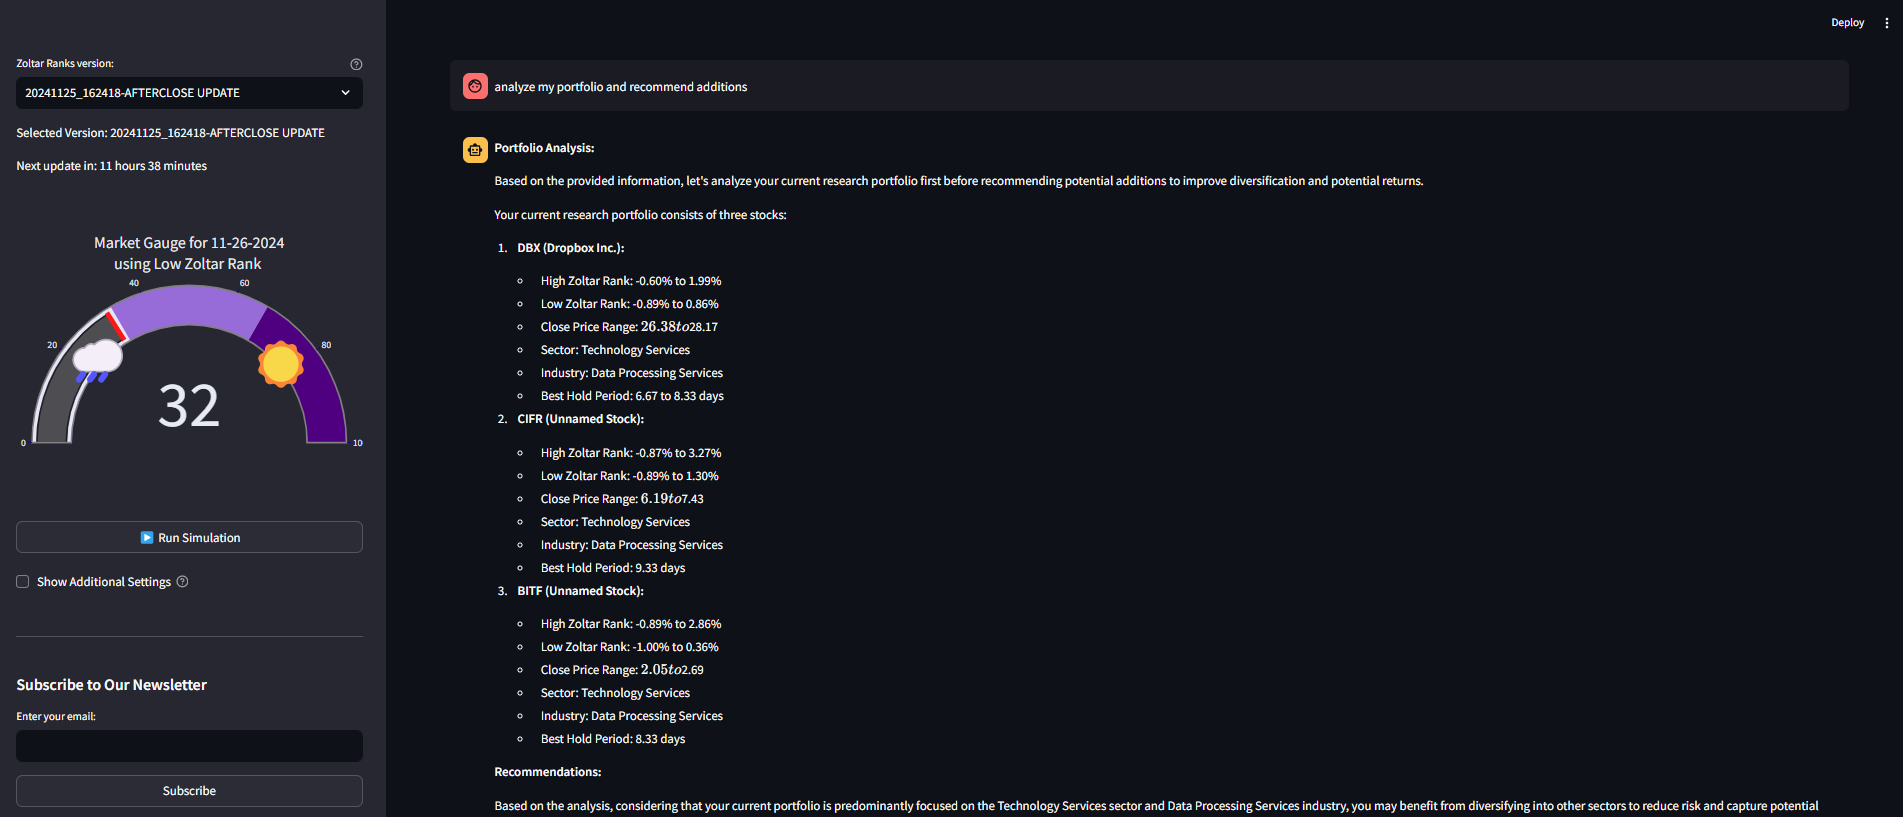 Deploy
Zoltar Ranks version:
20241125_162418-AFTERCLOSE UPDATE
Selected Version: 20241125_162418-AFTERCLOSE UPDATE
Next update in: 11 hours 38 minutes
Market Gauge for 11-26-2024
using Low Zoltar Rank
0
20
40
60
80
10
32
Run Simulation
Show Additional Settings
Subscribe to Our Newsletter
Enter your email:
Subscribe
analyze my portfolio and recommend additions
Portfolio Analysis:
Based on the provided information, let's analyze your current research portfolio first before recommending potential additions to improve diversification and potential returns.
Your current research portfolio consists of three stocks:
1. DBX (Dropbox Inc.):
High Zoltar Rank: -0.60% to 1.99%
Low Zoltar Rank: -0.89% to 0.86%
Close Price Range: 26.38to28.17
Sector: Technology Services
Industry: Data Processing Services
Best Hold Period: 6.67 to 8.33 days
2. CIFR (Unnamed Stock):
High Zoltar Rank: -0.87% to 3.27%
Low Zoltar Rank: -0.89% to 1.30%
Close Price Range: 6.19to7.43
Sector: Technology Services
Industry: Data Processing Services
Best Hold Period: 9.33 days
3. BITF (Unnamed Stock):
High Zoltar Rank: -0.89% to 2.86%
Low Zoltar Rank: -1.00% to 0.36%
Close Price Range: 2.05to2.69
Sector: Technology Services
Industry: Data Processing Services
Best Hold Period: 8.33 days
Recommendations:
Based on the analysis, considering that your current portfolio is predominantly focused on the Technology Services sector and Data Processing Services industry, you may benefit from diversifying into other sectors to reduce risk and capture potential